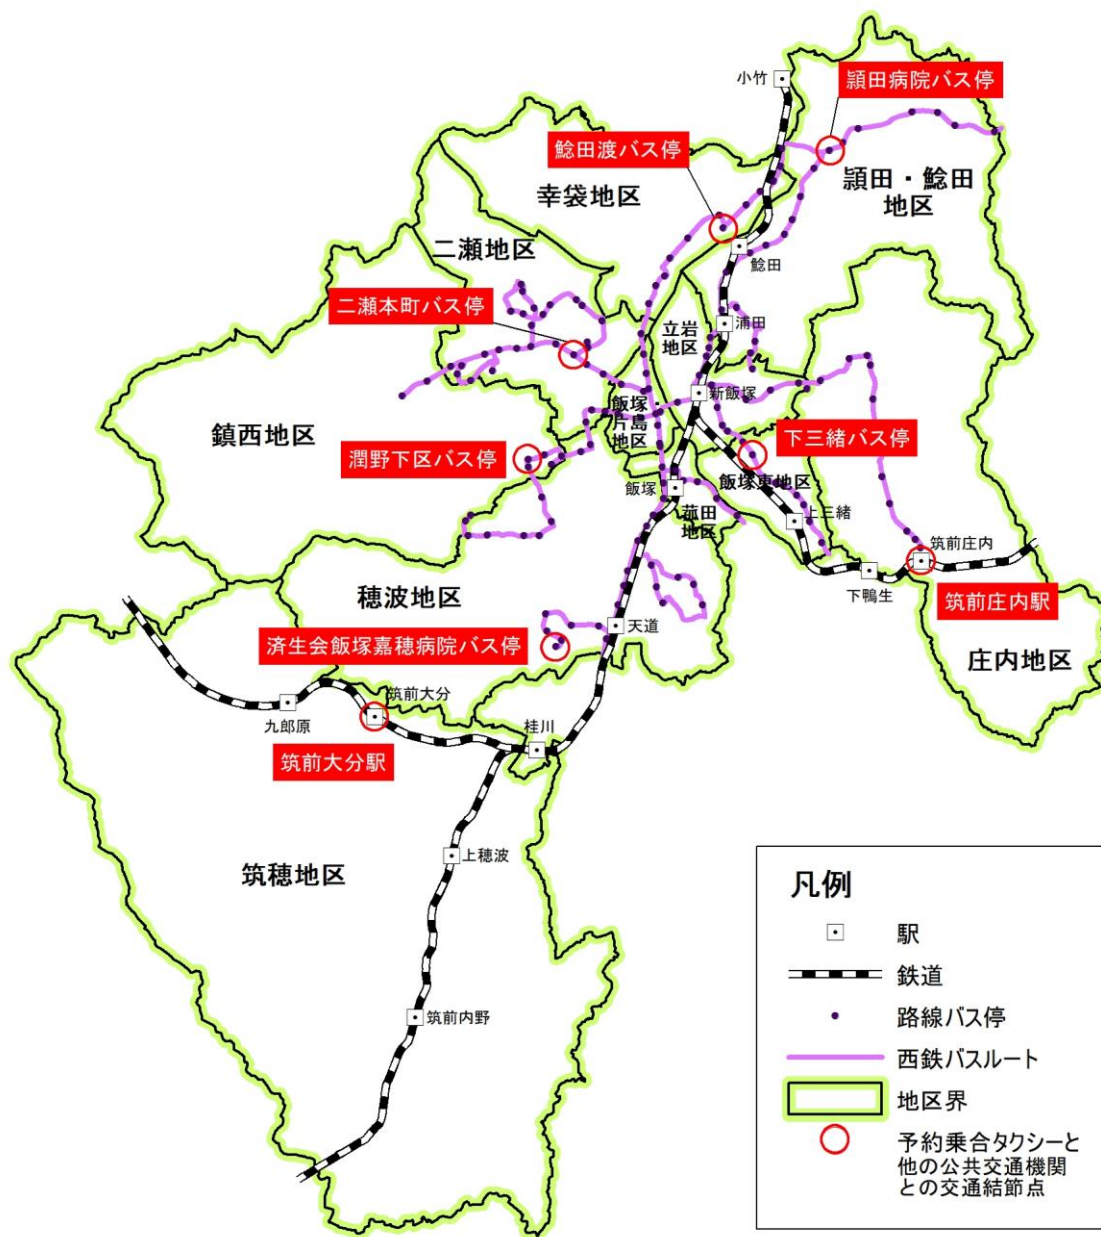 小竹
頴田病院バス停
鯰田渡バス停
幸袋地区
頴田・鯰田
地区
二瀬地区
鯰田
二瀬本町バス停
浦田
立岩
地区
新飯塚
飯塚・
片島
地区
鎮西地区
潤野下区バス停
下三緒バス停
飯塚東地区
飯塚
菰田
地区
上三緒
筑前庄内
下鴨生
筑前庄内駅
穂波地区
天道
済生会飯塚嘉穂病院バス停
庄内地区
筑前大分
九郎原
桂川
筑前大分駅
上穂波
筑穂地区
筑前内野
凡例
駅
鉄道
路線バス停
西鉄バスルート
地区界
予約乗合タクシーと
他の公共交通機関
との交通結節点